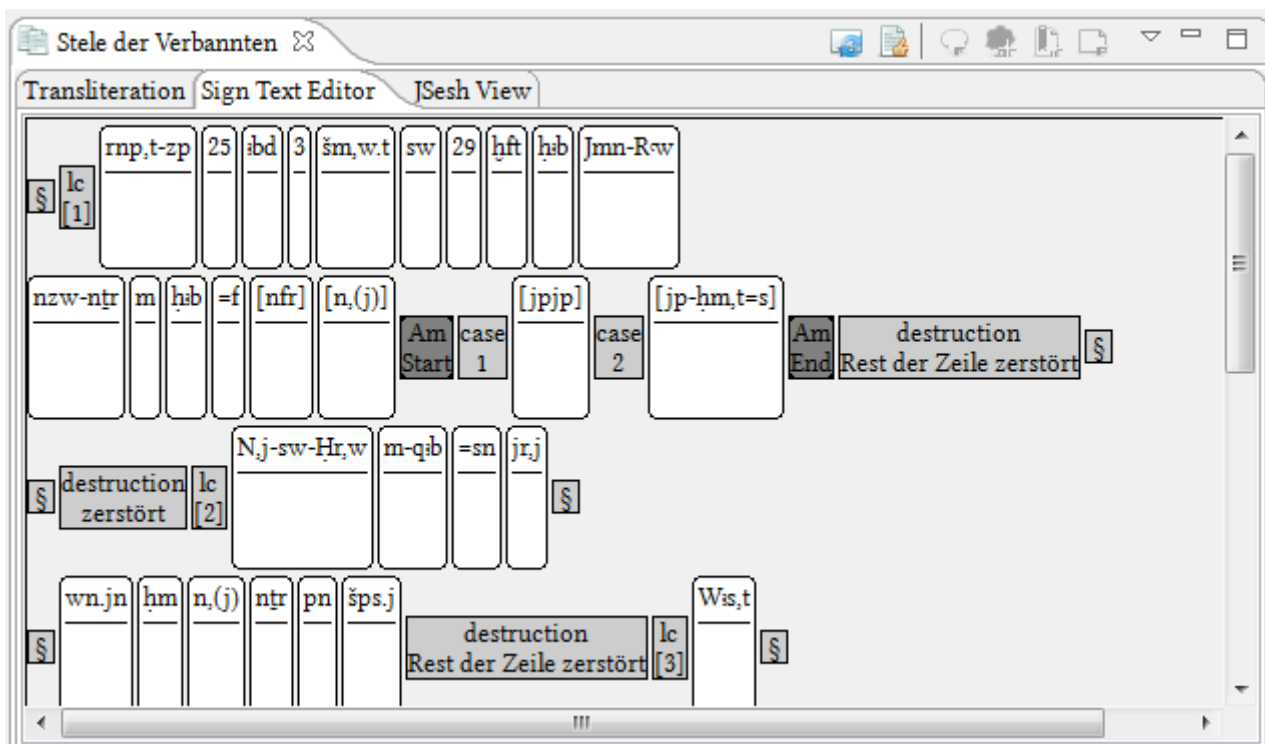 Stele der Verbannten
Transliteration Sign Text Editor JSesh View
§ lc [1] rnp,t-zp 25 ꜣbd 3 šm,w.t sw 29 ḫft ḥꜣb Jmn-Rꜥw
nzw-nṯr m ḥꜣb =f [nfr] [n,(j)] Am Start case 1 [jpjp] case 2 [jp-ḥm,t=s] Am End destruction Rest der Zeile zerstört §
§ destruction zerstört lc [2] N,j-sw-Ḥr,w m-qꜣb =sn jr,j §
§ wn.jn ḥm n,(j) nṯr pn šps.j destruction Rest der Zeile zerstört lc [3] Wꜣs,t §